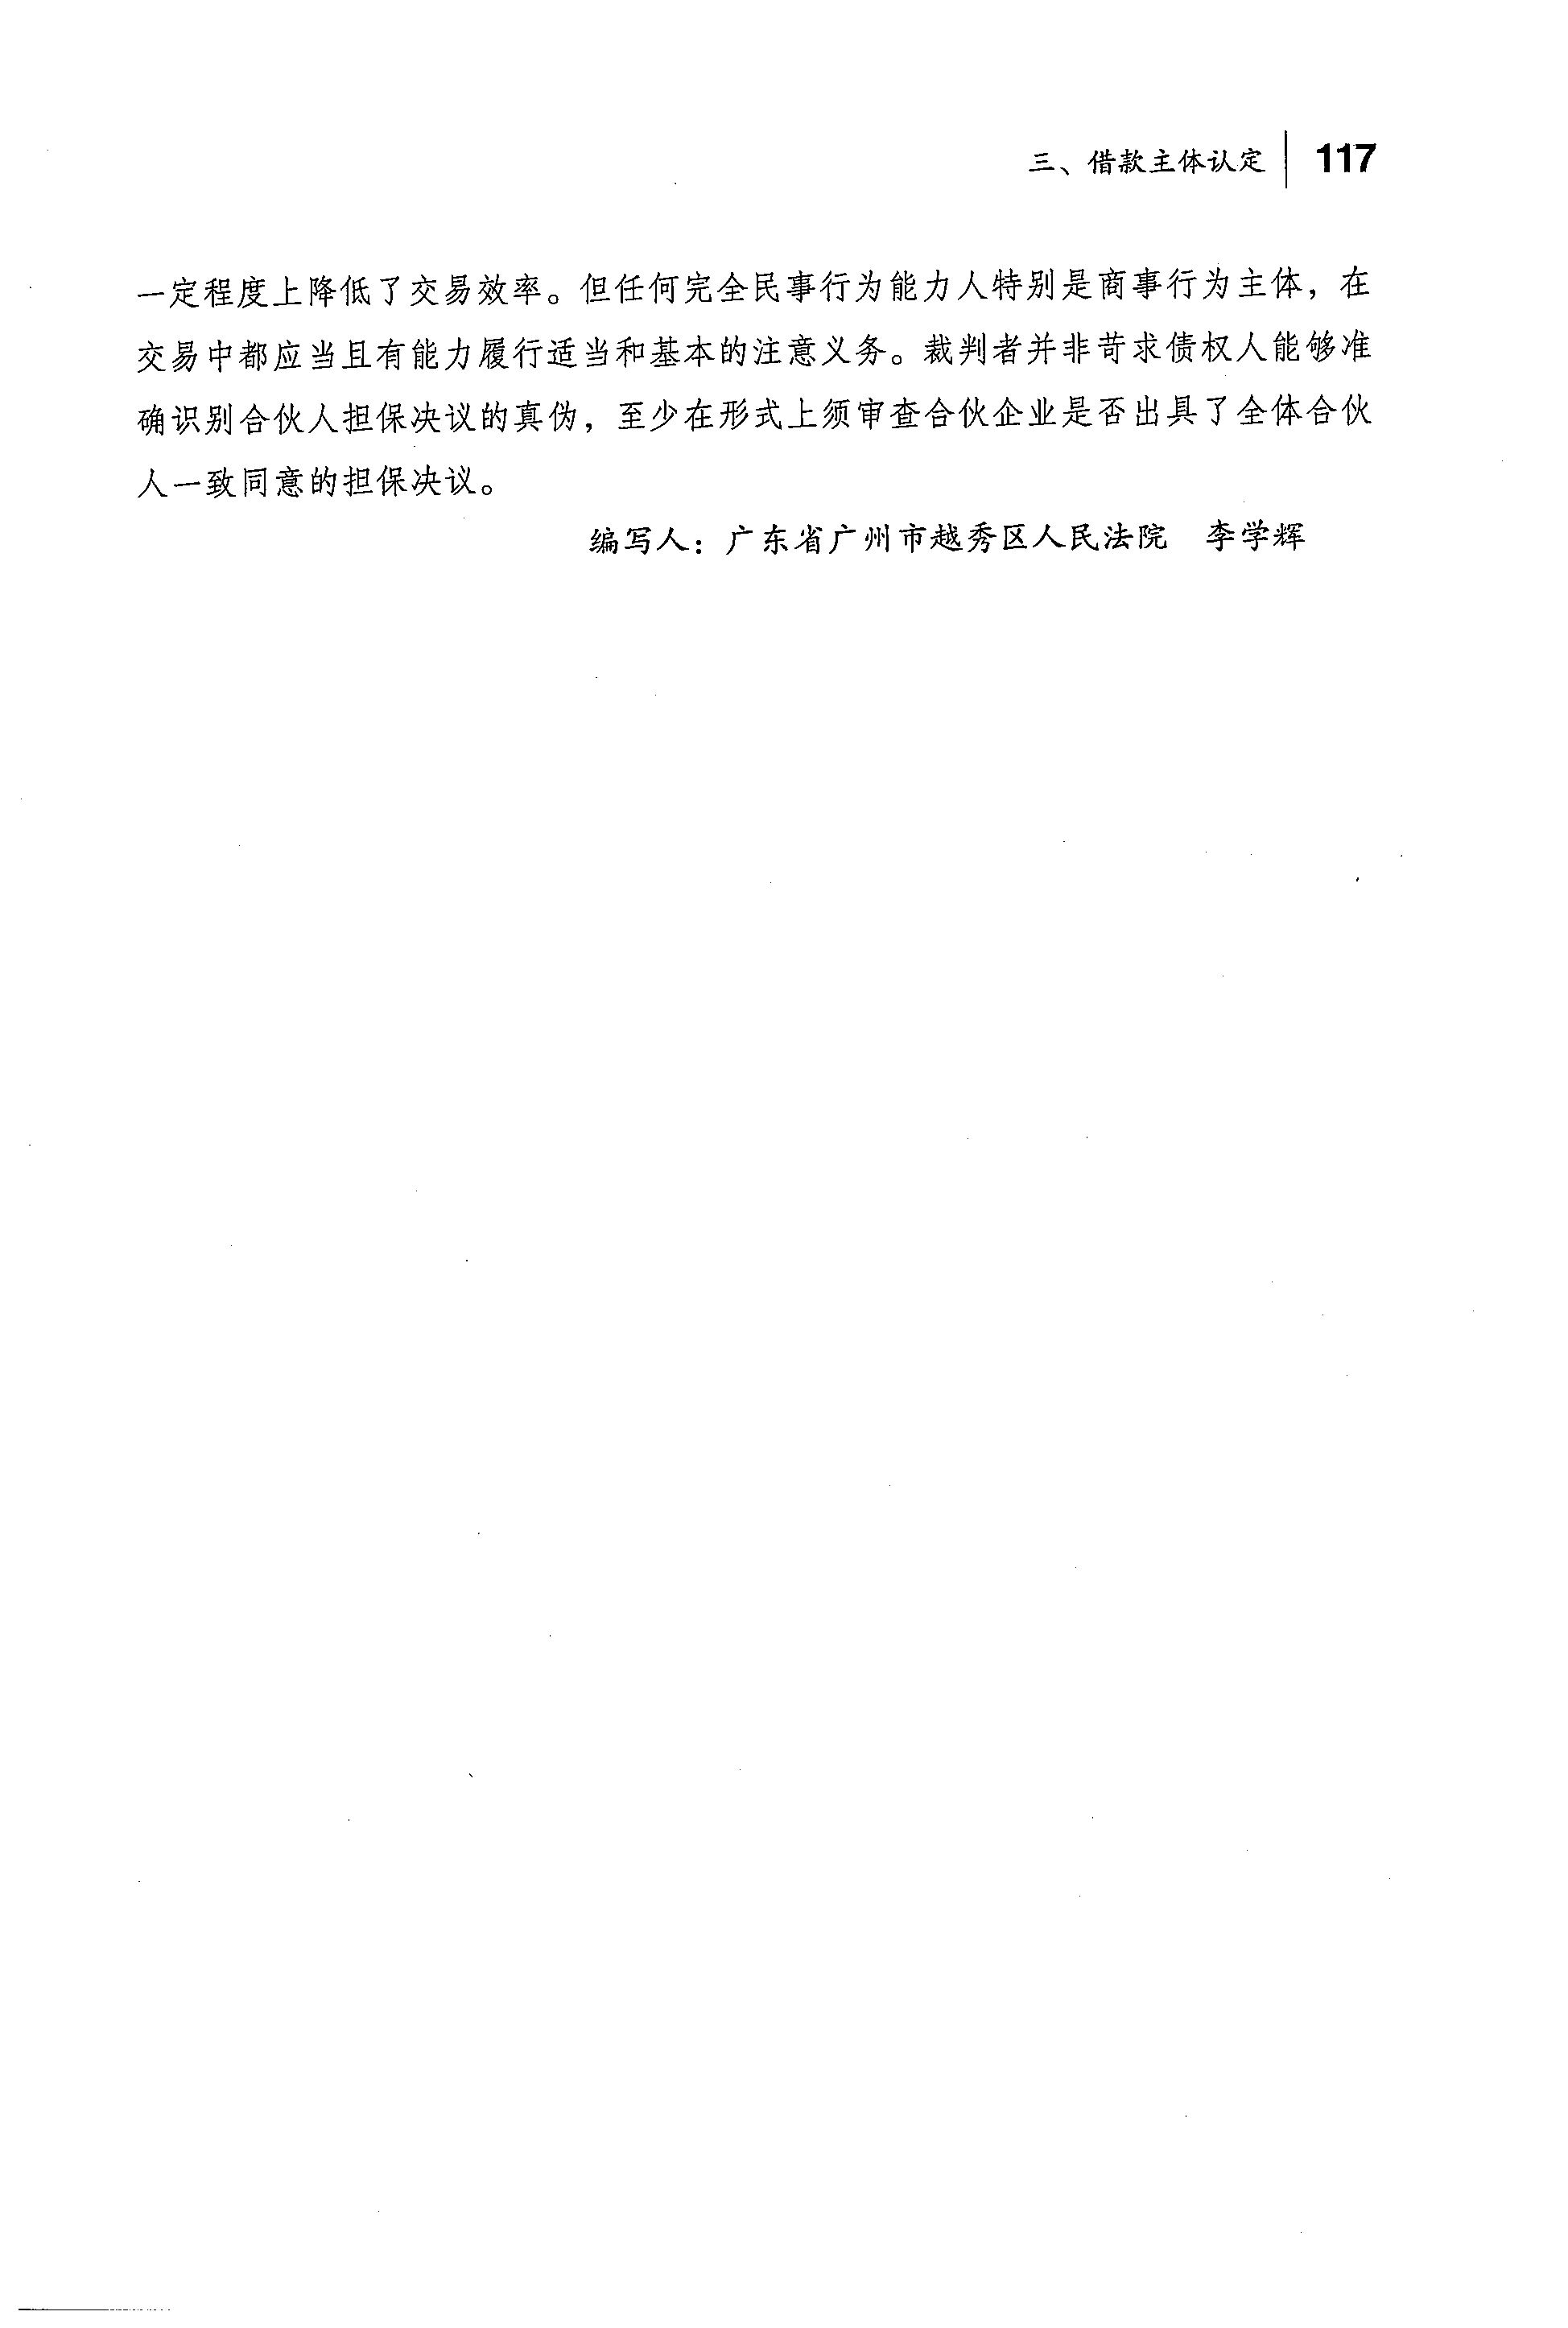 三、借款主体认定 117
一定程度上降低了交易效率。但任何完全民事行为能力人特别是商事行为主体，在
交易中都应当且有能力履行适当和基本的注意义务。裁判者并非苛求债权人能够准
确识别合伙人担保决议的真伪，至少在形式上须审查合伙企业是否出具了全体合伙
人一致同意的担保决议。
编写人：广东省广州市越秀区人民法院 李学辉